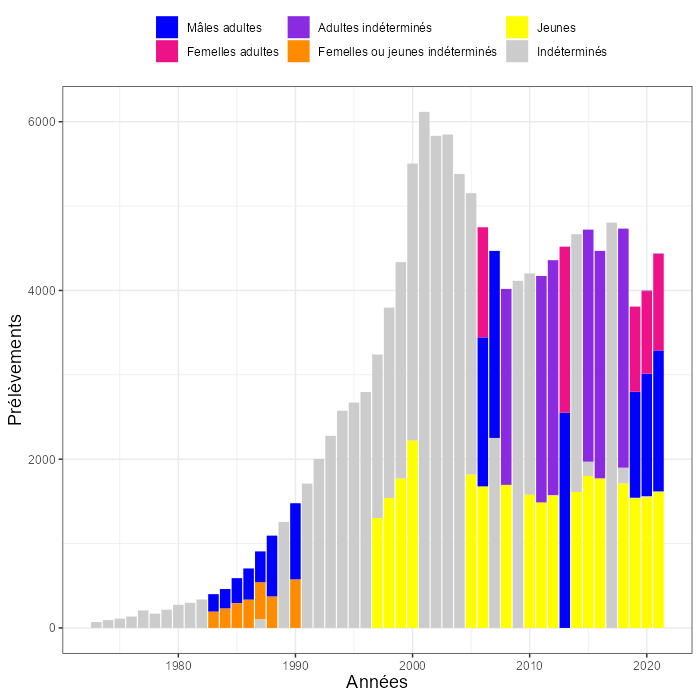 Mâles adultes Adultes indéterminés Jeunes
Femelles adultes Femelles ou jeunes indéterminés Indéterminés
6000
4000
2000
0
Prélèvements
1980 1990 2000 2010 2020
Années